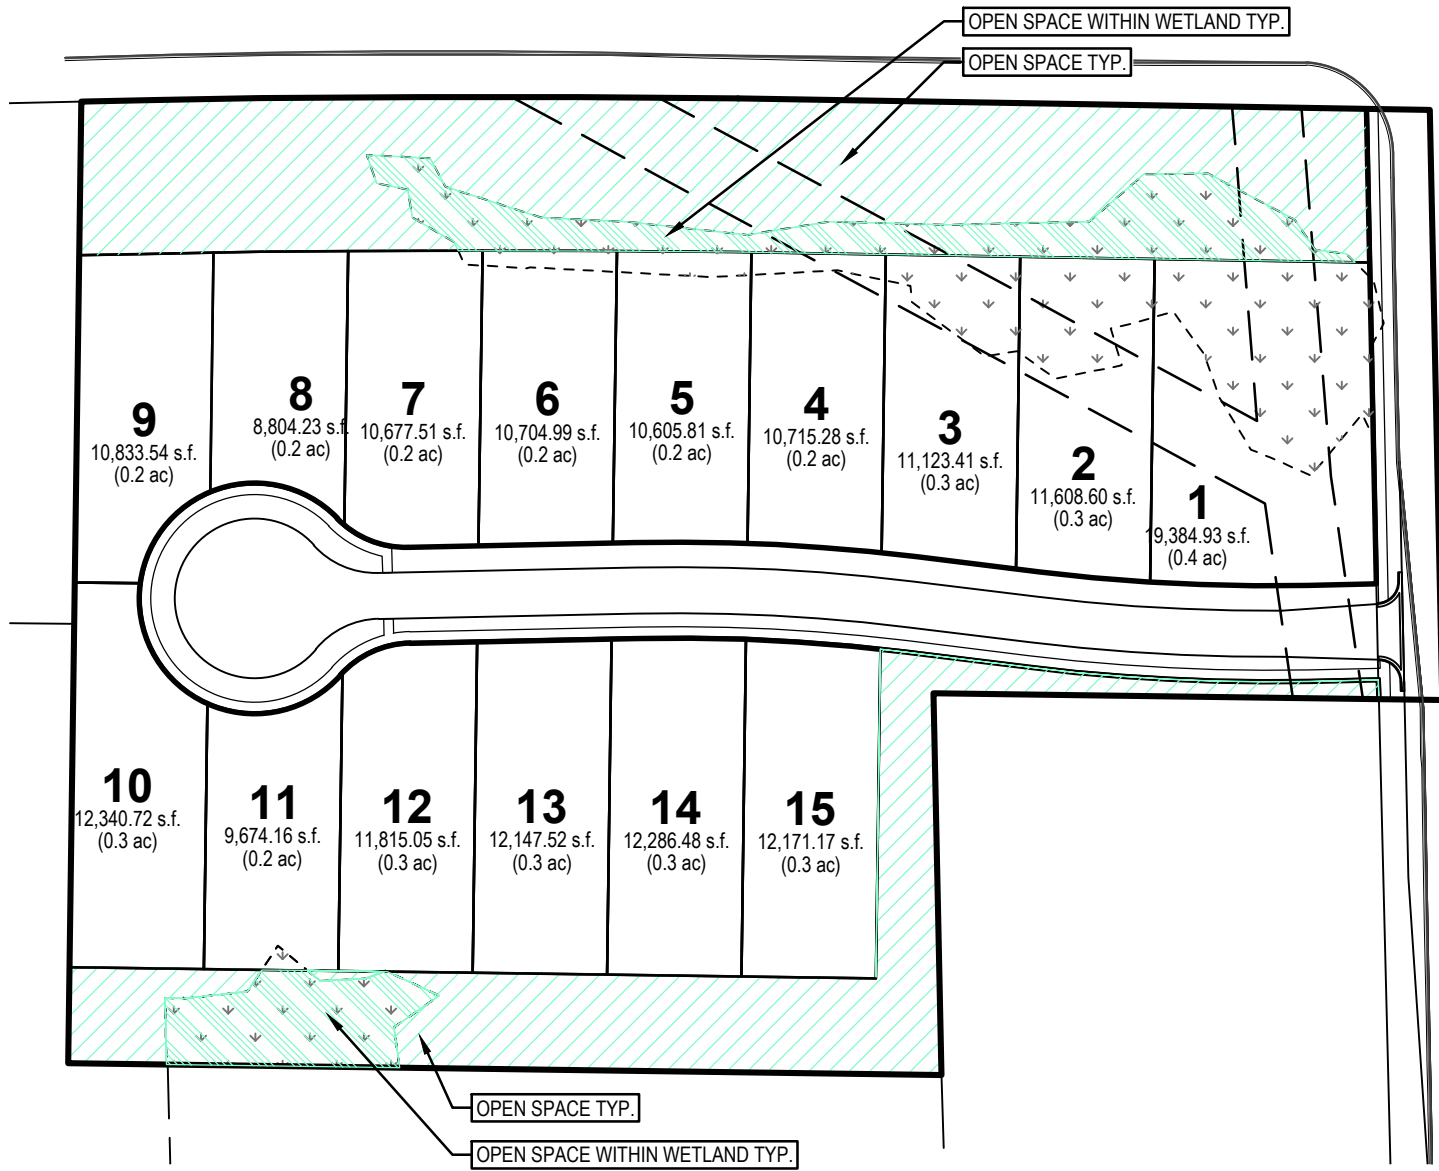 OPEN SPACE WITHIN WETLAND TYP.
OPEN SPACE TYP.
9
10,833.54 s.f.
(0.2 ac)
8
8,804.23 s.f.
(0.2 ac)
7
10,677.51 s.f.
(0.2 ac)
6
10,704.99 s.f.
(0.2 ac)
5
10,605.81 s.f.
(0.2 ac)
4
10,715.28 s.f.
(0.2 ac)
3
11,123.41 s.f.
(0.3 ac)
2
11,608.60 s.f.
(0.3 ac)
1
19,384.93 s.f.
(0.4 ac)
10
12,340.72 s.f.
(0.3 ac)
11
9,674.16 s.f.
(0.2 ac)
12
11,815.05 s.f.
(0.3 ac)
13
12,147.52 s.f.
(0.3 ac)
14
12,286.48 s.f.
(0.3 ac)
15
12,171.17 s.f.
(0.3 ac)
OPEN SPACE TYP.
OPEN SPACE WITHIN WETLAND TYP.